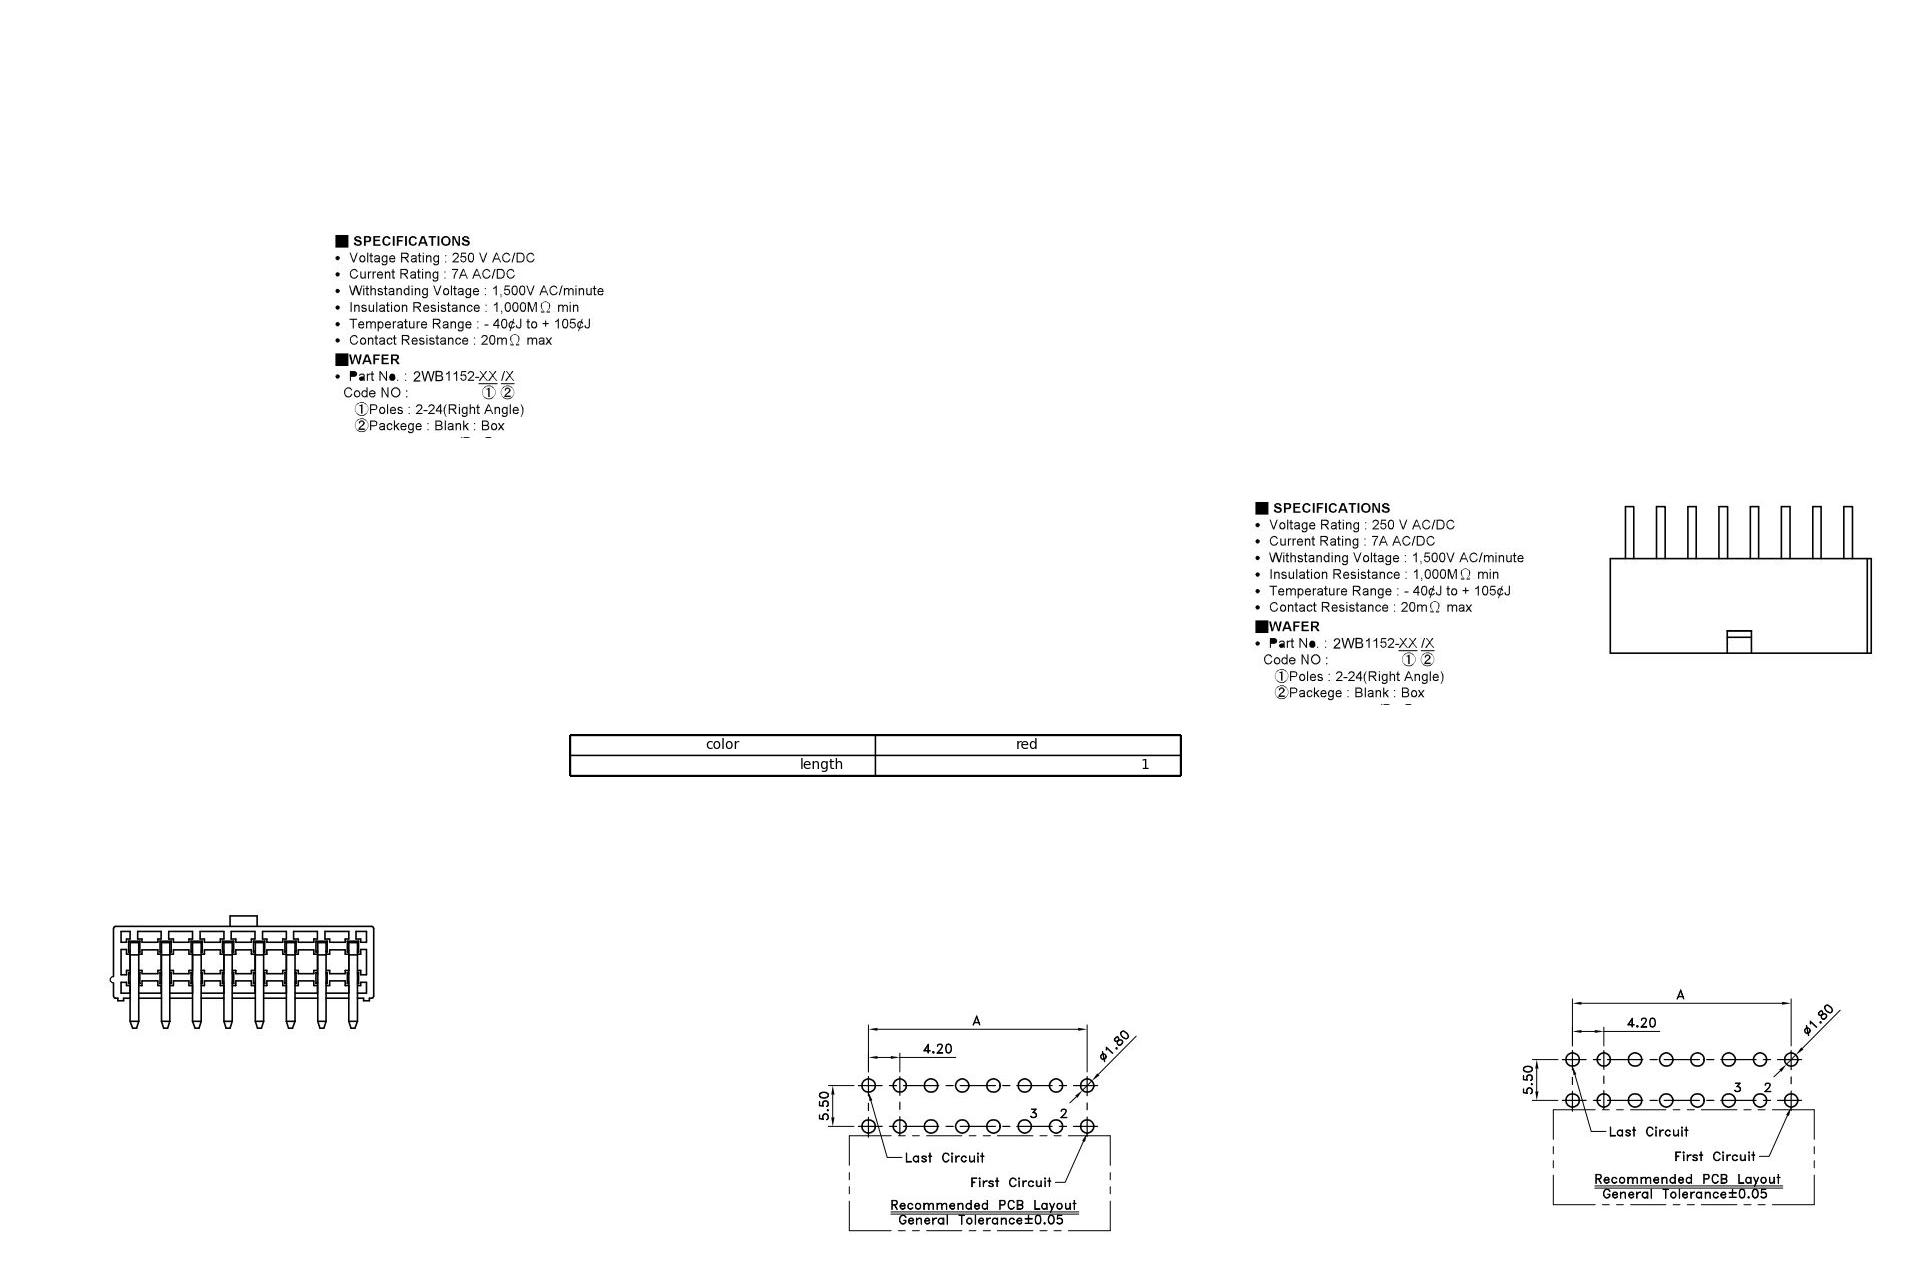 ■ SPECIFICATIONS
• Voltage Rating : 250 V AC/DC
• Current Rating : 7A AC/DC
• Withstanding Voltage : 1,500V AC/minute
• Insulation Resistance : 1,000MΩ min
• Temperature Range : - 40¢J to + 105¢J
• Contact Resistance : 20mΩ max
■WAFER
• Part No. : 2WB1152-XX /X
Code NO : ① ②
①Poles : 2-24(Right Angle)
②Packege : Blank : Box
■ SPECIFICATIONS
• Voltage Rating : 250 V AC/DC
• Current Rating : 7A AC/DC
• Withstanding Voltage : 1,500V AC/minute
• Insulation Resistance : 1,000MΩ min
• Temperature Range : - 40¢J to + 105¢J
• Contact Resistance : 20mΩ max
■WAFER
• Part No. : 2WB1152-XX /X
Code NO : ① ②
①Poles : 2-24(Right Angle)
②Packege : Blank : Box
color red
length 1
A
4.20
ø1.80
5.50
3 2
Last Circuit
First Circuit
Recommended PCB Layout
General Tolerance±0.05
A
4.20
ø1.80
5.50
3 2
Last Circuit
First Circuit
Recommended PCB Layout
General Tolerance±0.05